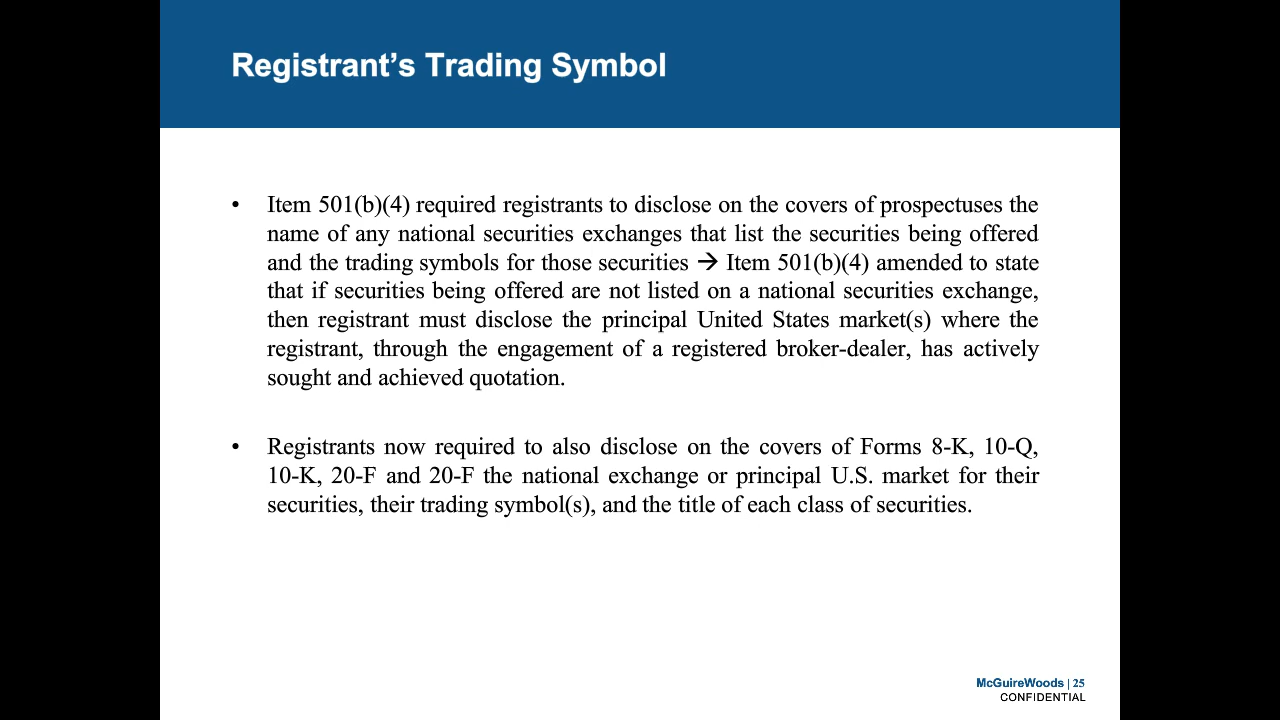 Registrant’s Trading Symbol
• Item 501(b)(4) required registrants to disclose on the covers of prospectuses the
name of any national securities exchanges that list the securities being offered
and the trading symbols for those securities → Item 501(b)(4) amended to state
that if securities being offered are not listed on a national securities exchange,
then registrant must disclose the principal United States market(s) where the
registrant, through the engagement of a registered broker-dealer, has actively
sought and achieved quotation.
• Registrants now required to also disclose on the covers of Forms 8-K, 10-Q,
10-K, 20-F and 20-F the national exchange or principal U.S. market for their
securities, their trading symbol(s), and the title of each class of securities.
McGuireWoods | 25
CONFIDENTIAL